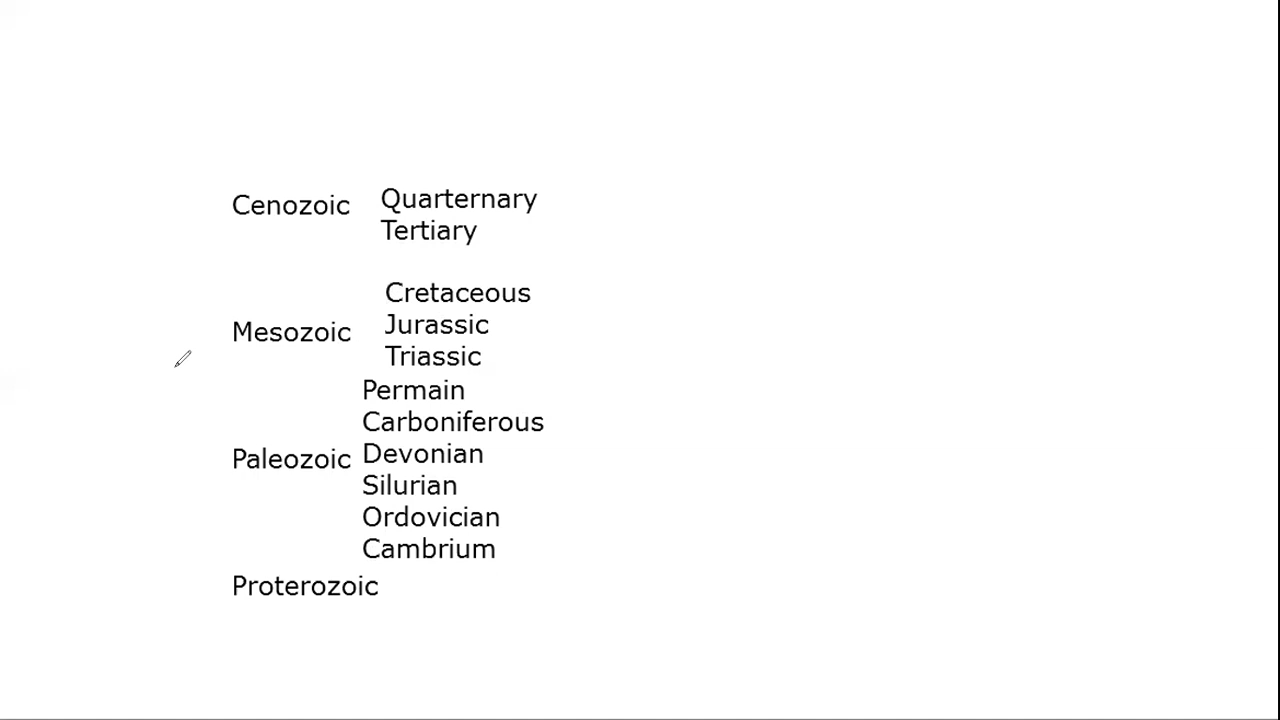 Cenozoic Quarternary
Tertiary
Cretaceous
Mesozoic Jurassic
Triassic
Permain
Carboniferous
Paleozoic Devonian
Silurian
Ordovician
Cambrium
Proterozoic